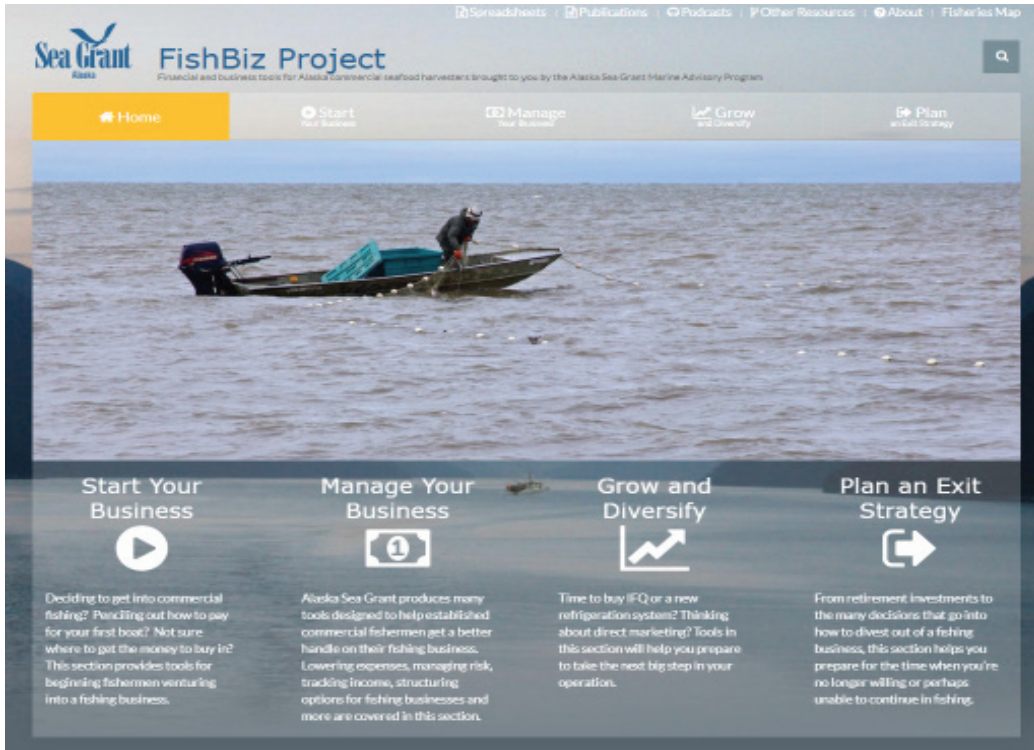 Spreadsheets | Publications | Podcasts | Other Resources | About | Fisheries Map
Sea Grant
Alaska
FishBiz Project
Financial and business tools for Alaska commercial seafood harvesters brought to you by the Alaska Sea Grant Marine Advisory Program
Home
Start
Your Business
Manage
Your Business
Grow
and Diversify
Plan
an Exit Strategy
Start Your
Business
Deciding to get into commercial
fishing? Penciling out how to pay
for your first boat? Not sure
where to get the money to buy in?
This section provides tools for
beginning fishermen venturing
into a fishing business.
Manage Your
Business
1
Alaska Sea Grant produces many
tools designed to help established
commercial fishermen get a better
handle on their fishing business.
Lowering expenses, managing risk,
tracking income, structuring
options for fishing businesses and
more are covered in this section.
Grow and
Diversify
Time to buy IFQ or a new
refrigeration system? Thinking
about direct marketing? Tools in
this section will help you prepare
to take the next big step in your
operation.
Plan an Exit
Strategy
From retirement investments to
the many decisions that go into
how to divest out of a fishing
business, this section helps you
prepare for the time when you're
no longer willing or perhaps
unable to continue in fishing.